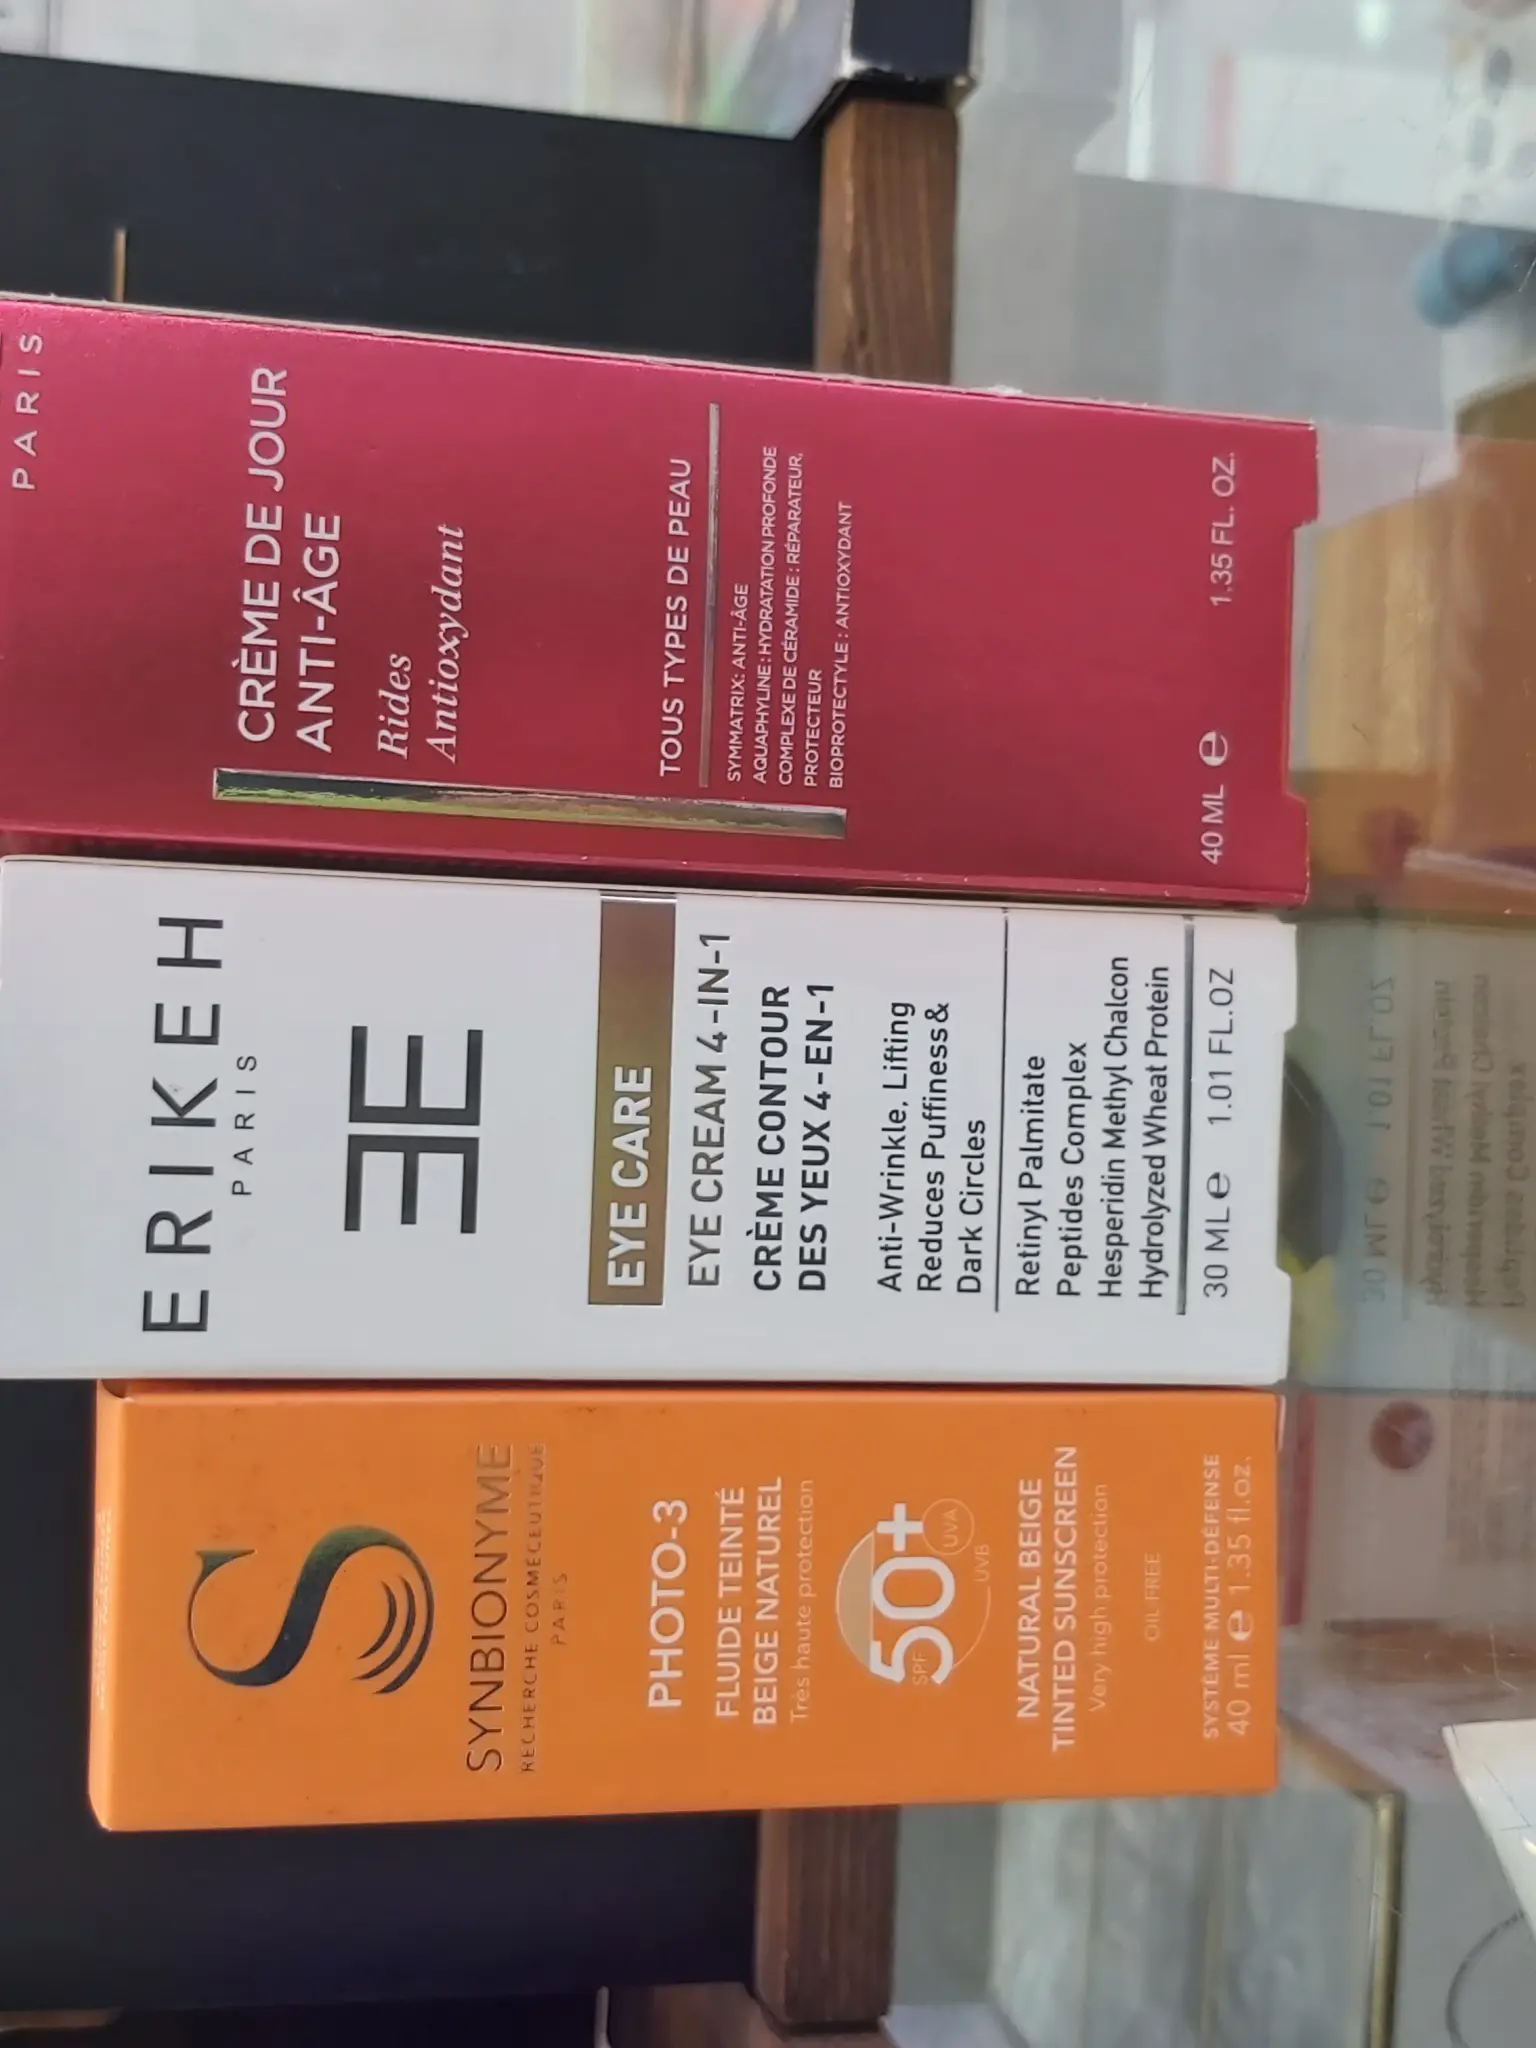 PARIS
CRÈME DE JOUR
ANTI-ÂGE
Rides
Antioxydant
TOUS TYPES DE PEAU
SYMMATRIX: ANTI-ÂGE
AQUAPHYLINE: HYDRATATION PROFONDE
COMPLEXE DE CÉRAMIDE : RÉPARATEUR,
PROTECTEUR
BIOPROTECTYLE : ANTIOXYDANT
40 ML e 1.35 FL. OZ.
ERIKEH
PARIS
EYE CARE
EYE CREAM 4-IN-1
CRÈME CONTOUR
DES YEUX 4-EN-1
Anti-Wrinkle, Lifting
Reduces Puffiness &
Dark Circles
Retinyl Palmitate
Peptides Complex
Hesperidin Methyl Chalcon
Hydrolyzed Wheat Protein
30 ML e 1.01 FL.OZ
S
SYNBIONYME
RECHERCHE COSMÉCEUTIQUE
PARIS
PHOTO-3
FLUIDE TEINTÉ
BEIGE NATUREL
Très haute protection
SPF 50+
UVA
UVB
NATURAL BEIGE
TINTED SUNSCREEN
Very high protection
OIL FREE
SYSTÈME MULTI-DÉFENSE
40 ml e 1.35 fl.oz.